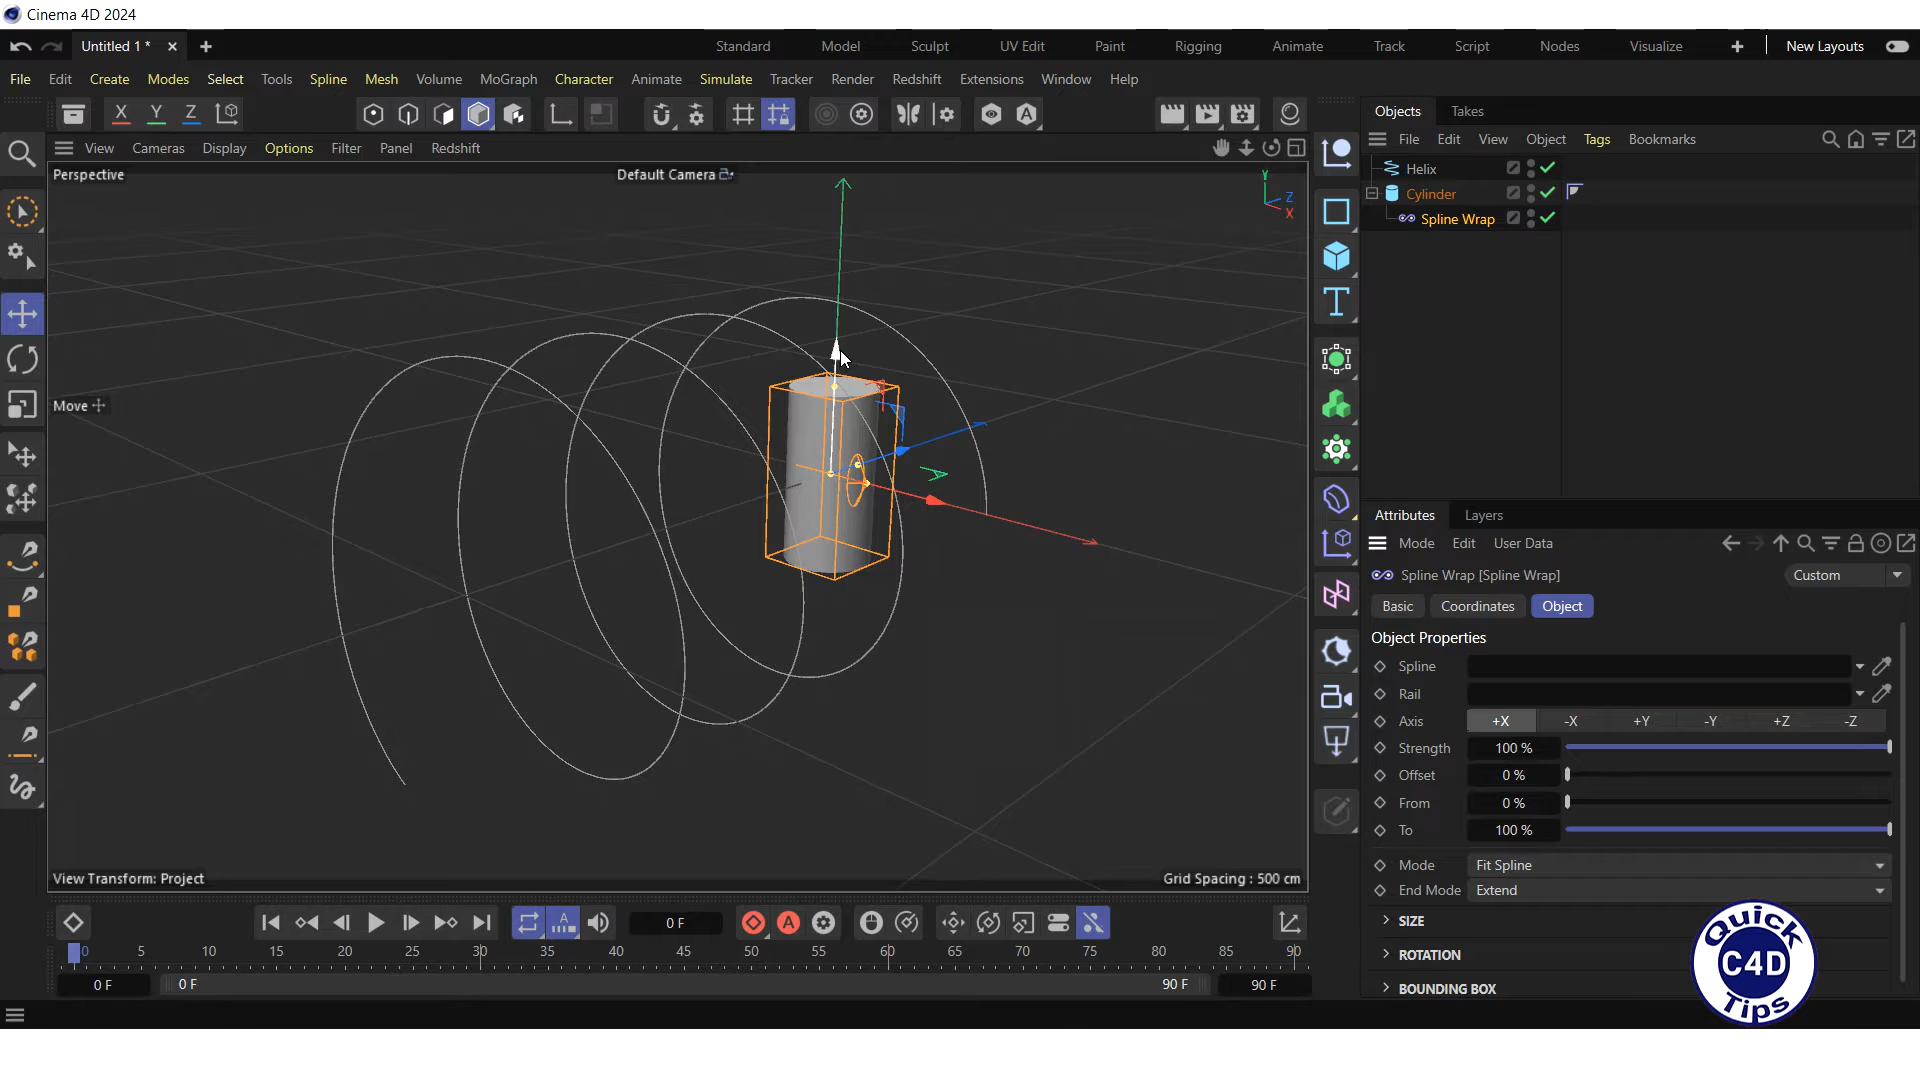 Cinema 4D 2024
Untitled 1 *
Standard Model Sculpt UV Edit Paint Rigging Animate Track Script Nodes Visualize New Layouts
File Edit Create Modes Select Tools Spline Mesh Volume MoGraph Character Animate Simulate Tracker Render Redshift Extensions Window Help
X Y Z
Objects Takes
File Edit View Object Tags Bookmarks
View Cameras Display Options Filter Panel Redshift
Perspective
Default Camera
Y
Z
X
Helix
Cylinder
Spline Wrap
Move
View Transform: Project
Grid Spacing : 500 cm
Attributes Layers
Mode Edit User Data
Spline Wrap [Spline Wrap]
Custom
Basic Coordinates Object
Object Properties
Spline
Rail
Axis +X -X +Y -Y +Z -Z
Strength 100 %
Offset 0 %
From 0 %
To 100 %
Mode Fit Spline
End Mode Extend
SIZE
ROTATION
BOUNDING BOX
0 F
0 5 10 15 20 25 30 35 40 45 50 55 60 65 70 75 80 85 90
0 F 0 F 90 F 90 F
Quick
C4D
Tips